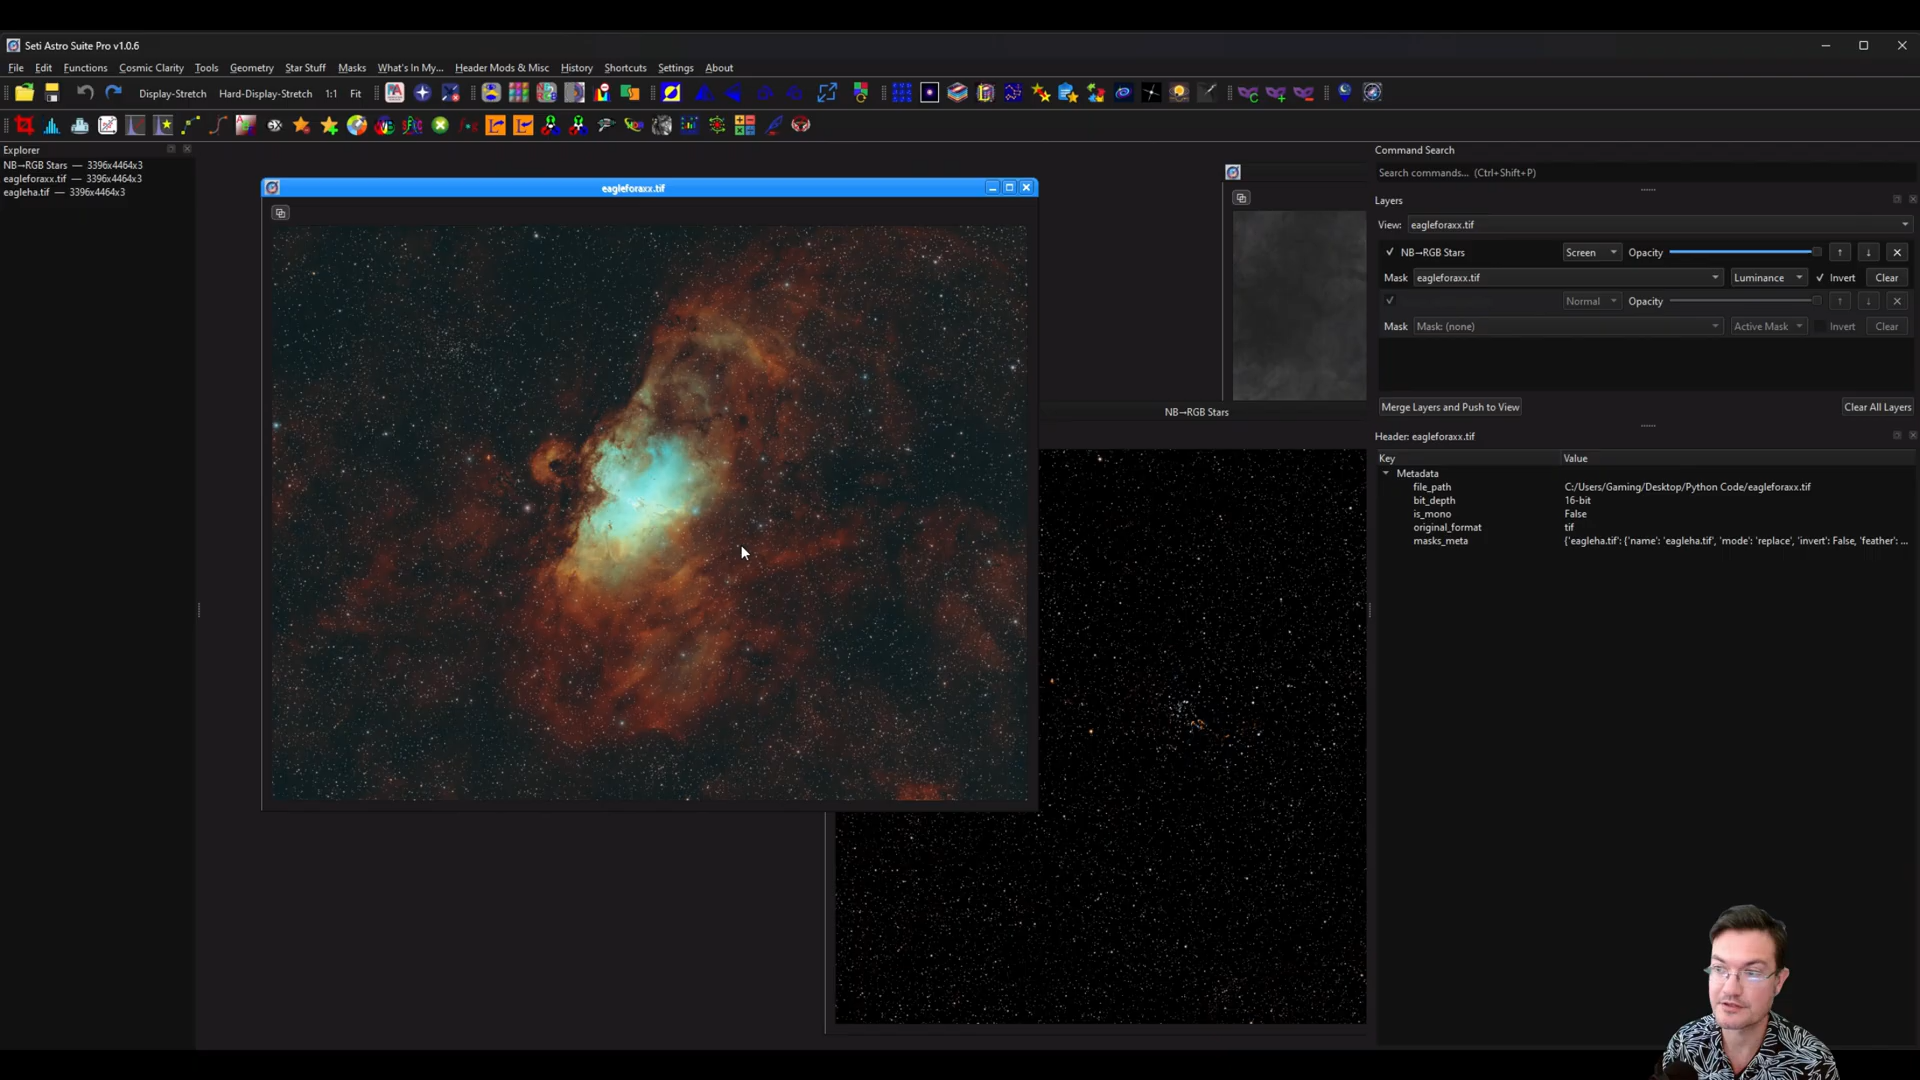 Seti Astro Suite Pro v1.0.6
File Edit Functions Cosmic Clarity Tools Geometry Star Stuff Masks What's In My... Header Mods & Misc History Shortcuts Settings About
Display-Stretch Hard-Display-Stretch 1:1 Fit
Explorer
NB→RGB Stars — 3396x4464x3
eagleforaxx.tif — 3396x4464x3
eagleha.tif — 3396x4464x3
eagleforaxx.tif
NB→RGB Stars
Command Search
Search commands... (Ctrl+Shift+P)
Layers
View: eagleforaxx.tif
NB→RGB Stars Screen Opacity
Mask eagleforaxx.tif Luminance Invert Clear
Normal Opacity
Mask Mask: (none) Active Mask Invert Clear
Merge Layers and Push to View Clear All Layers
Header: eagleforaxx.tif
Key Value
Metadata
file_path C:/Users/Gaming/Desktop/Python Code/eagleforaxx.tif
bit_depth 16-bit
is_mono False
original_format tif
masks_meta {'eagleha.tif': {'name': 'eagleha.tif', 'mode': 'replace', 'invert': False, 'feather': ...